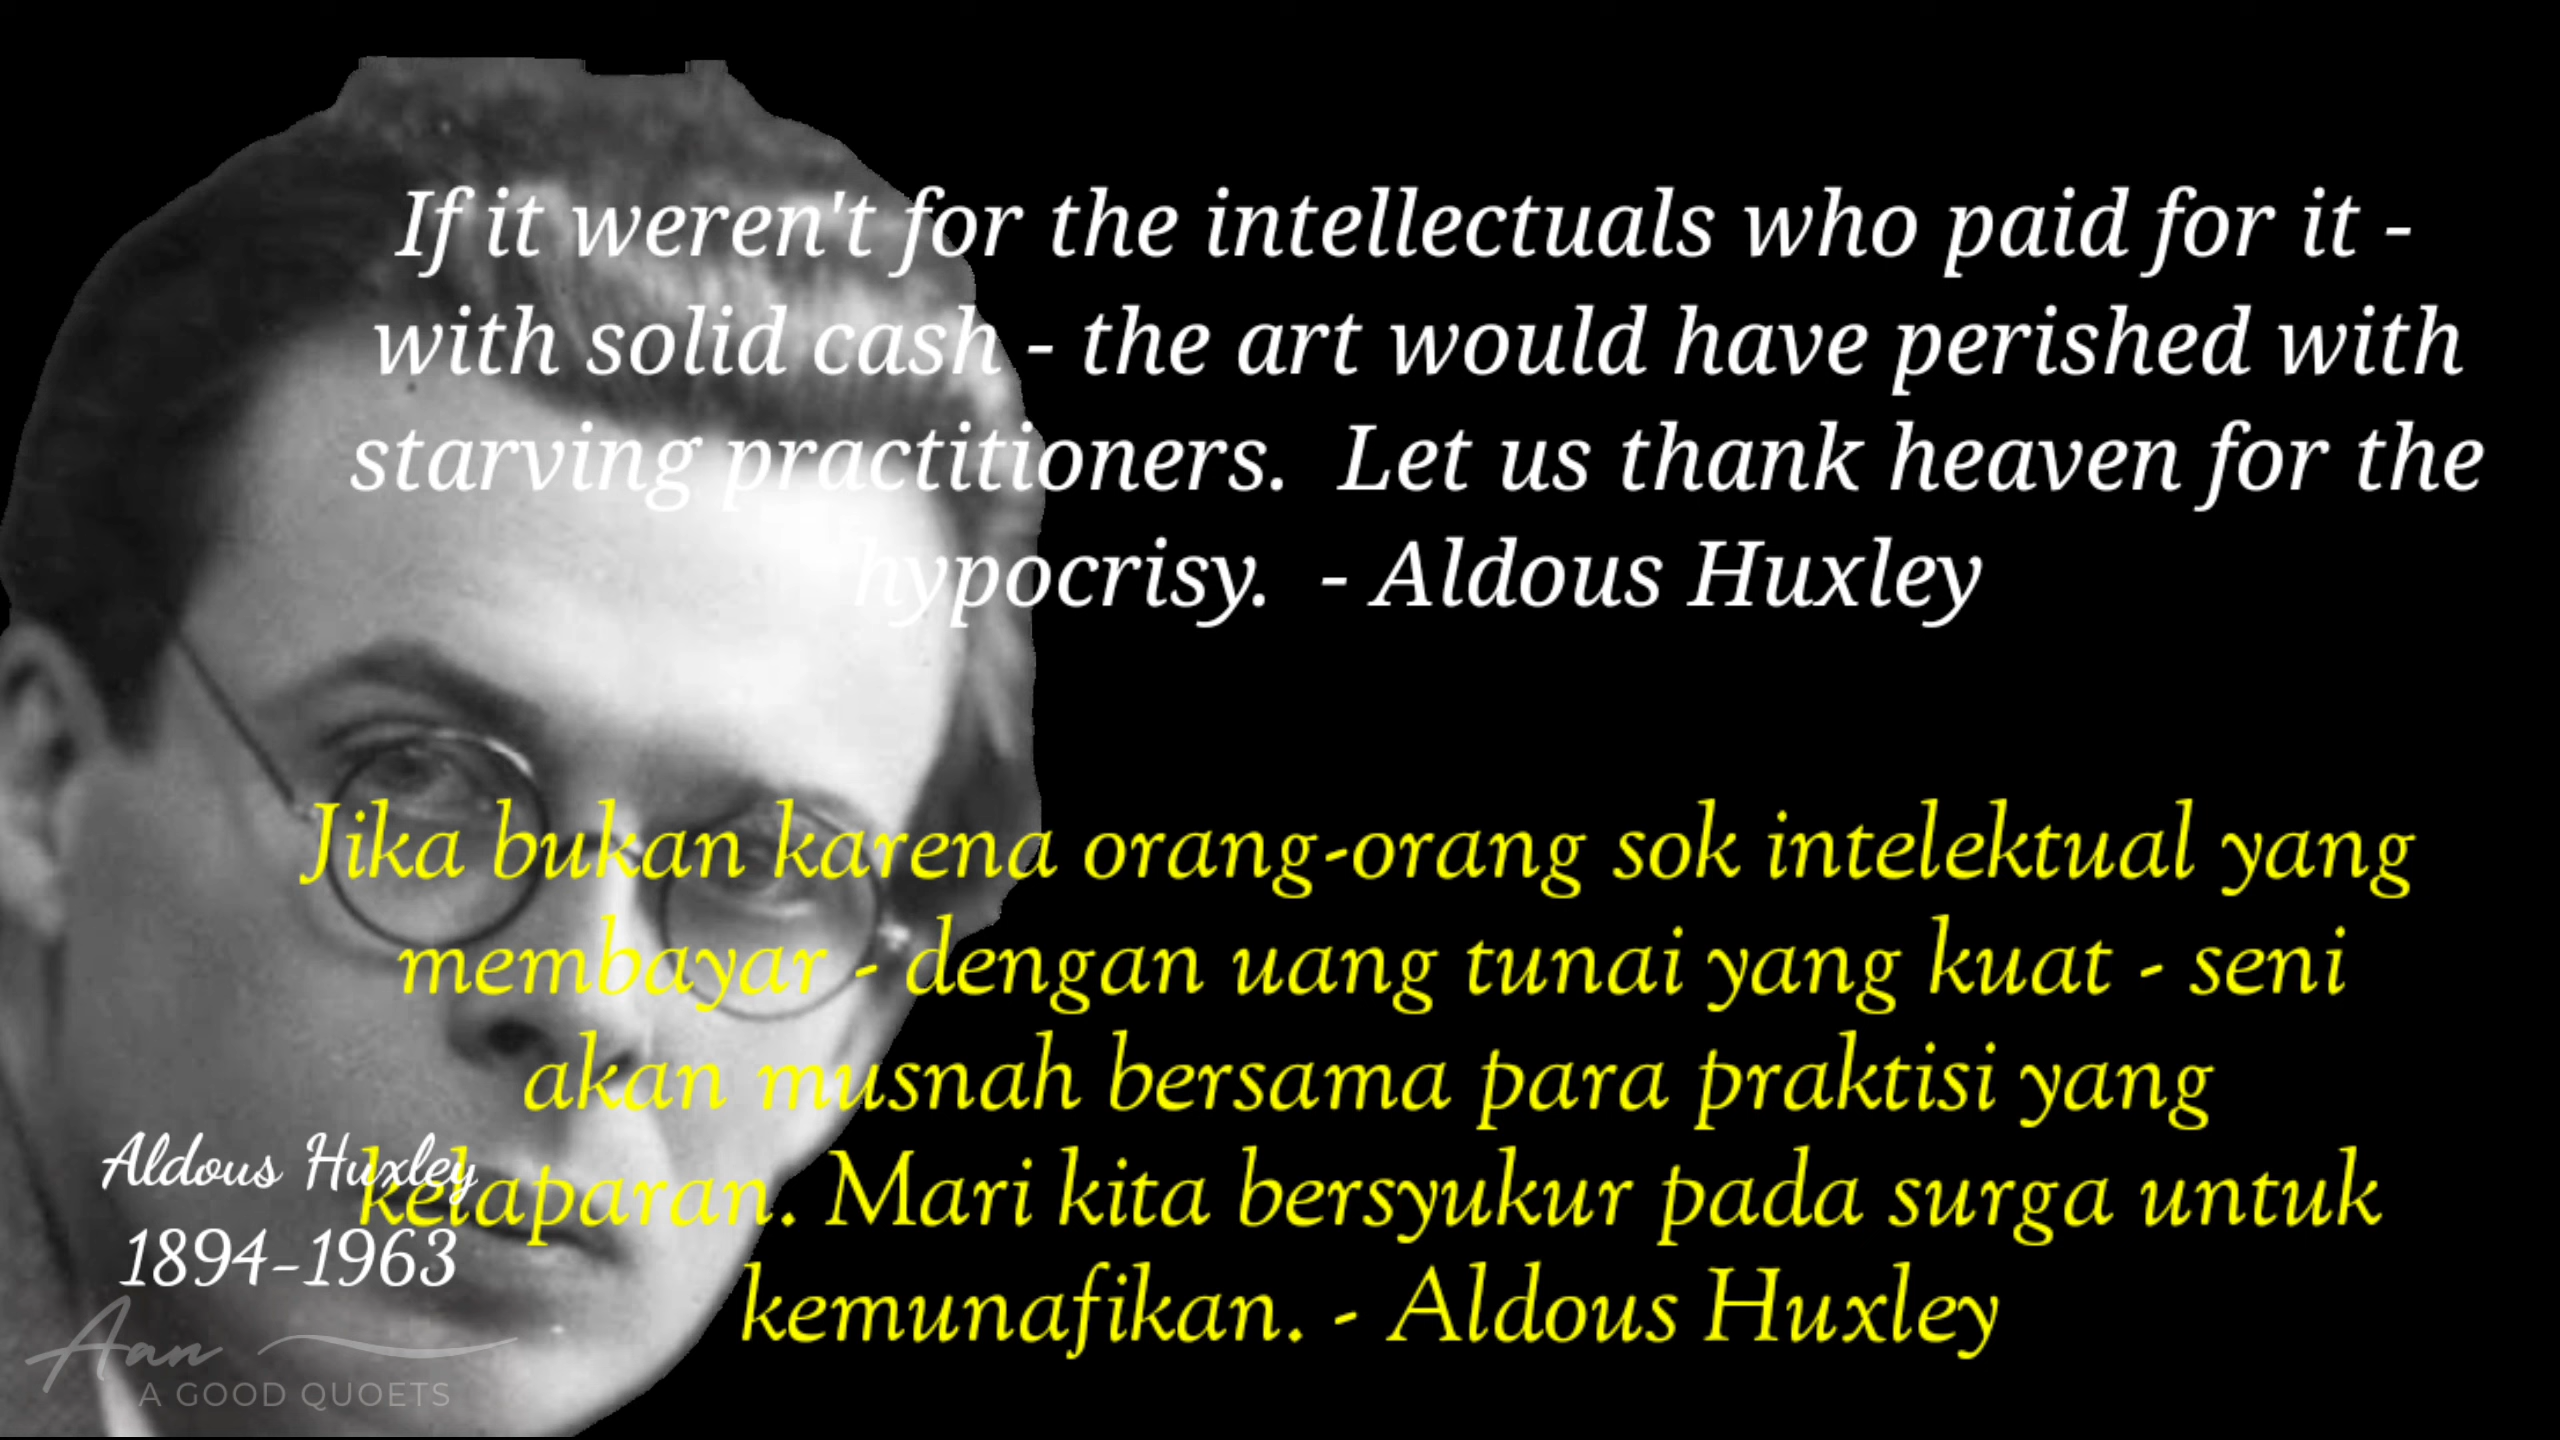 If it weren't for the intellectuals who paid for it -
with solid cash - the art would have perished with
starving practitioners. Let us thank heaven for the
hypocrisy. - Aldous Huxley
Jika bukan karena orang-orang sok intelektual yang
membayar - dengan uang tunai yang kuat - seni
akan musnah bersama para praktisi yang
kelaparan. Mari kita bersyukur pada surga untuk
kemunafikan. - Aldous Huxley
Aldous Huxley
1894-1963
Aan
A GOOD QUOETS